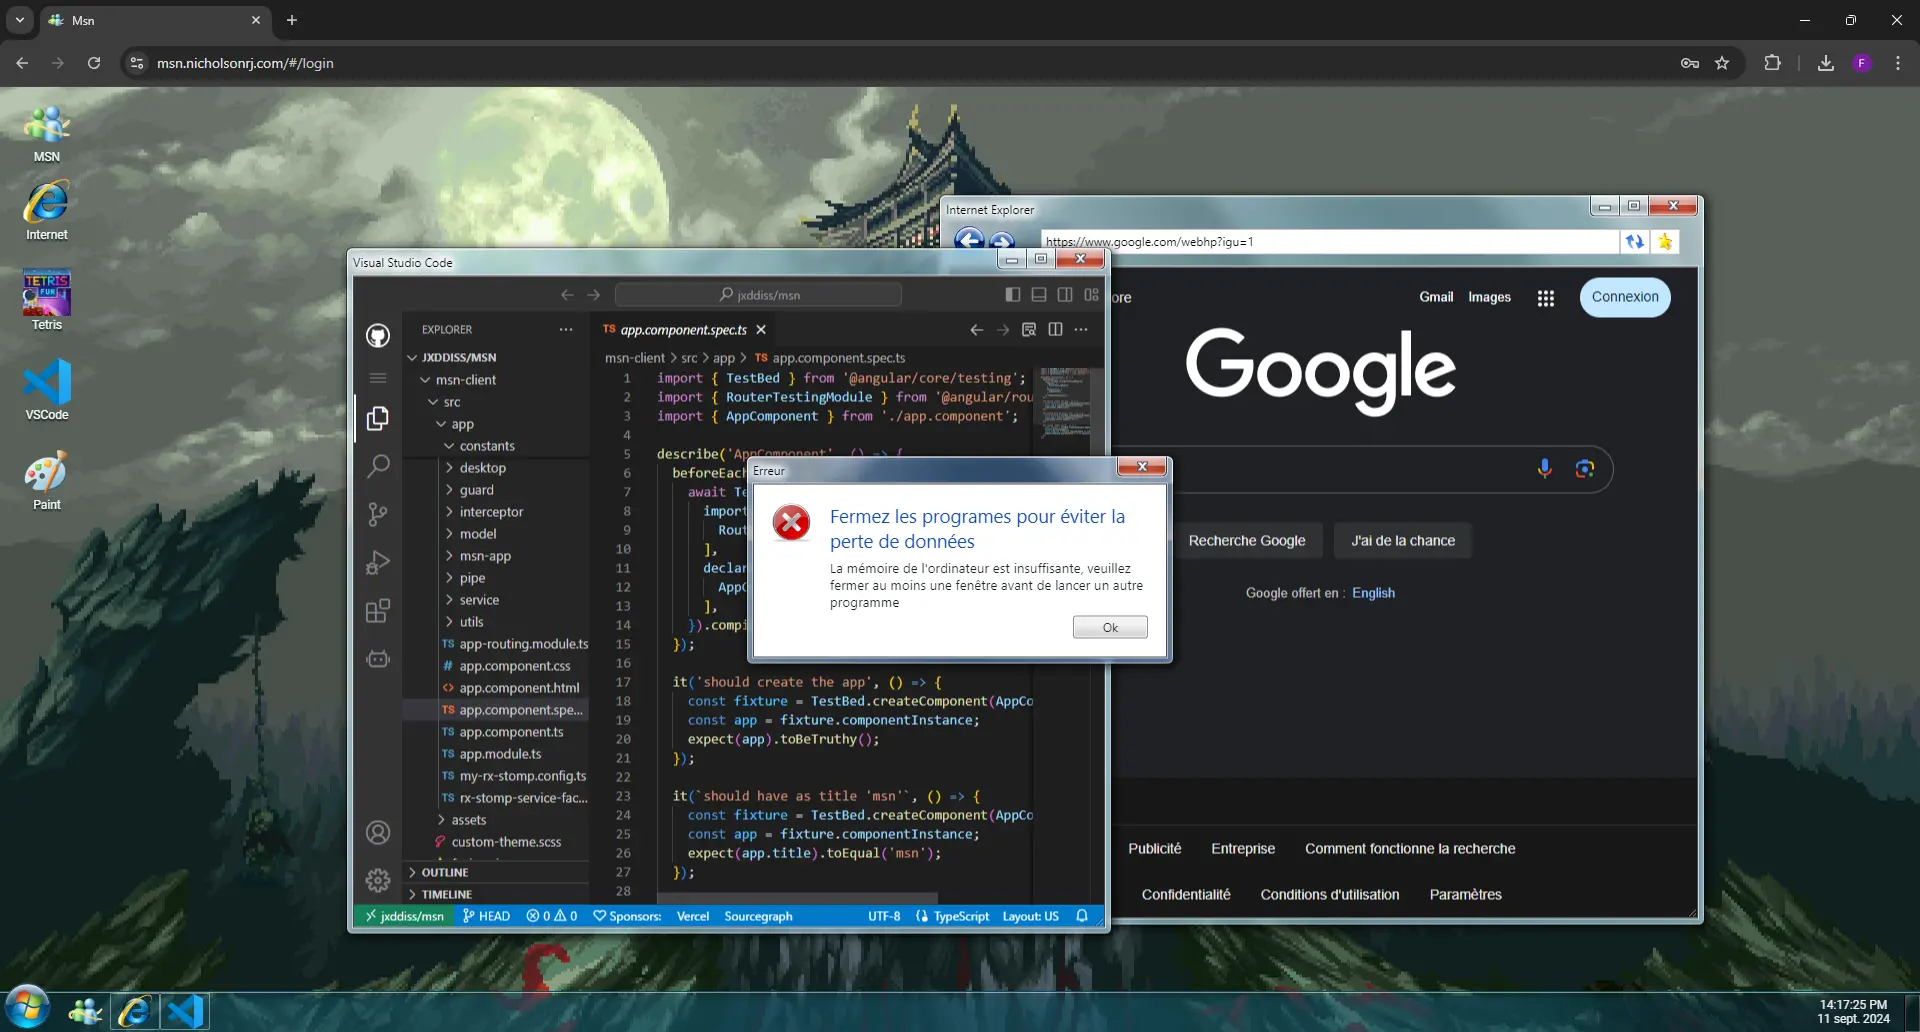 Msn
msn.nicholsonrj.com/#/login
F
MSN
Internet
TETRIS
FUN
Tetris
VSCode
Paint
Internet Explorer
https://www.google.com/webhp?igu=1
ore
Gmail Images
Connexion
Google
Recherche Google
J'ai de la chance
Google offert en : English
Publicité Entreprise Comment fonctionne la recherche
Confidentialité Conditions d'utilisation Paramètres
Visual Studio Code
jxddiss/msn
EXPLORER
JXDDISS/MSN
msn-client
src
app
constants
desktop
guard
interceptor
model
msn-app
pipe
service
utils
TS app-routing.module.ts
# app.component.css
<> app.component.html
TS app.component.spe...
TS app.component.ts
TS app.module.ts
TS my-rx-stomp.config.ts
TS rx-stomp-service-fac...
assets
custom-theme.scss
OUTLINE
TIMELINE
TS app.component.spec.ts
msn-client > src > app > TS app.component.spec.ts
1 import { TestBed } from '@angular/core/testing';
2 import { RouterTestingModule } from '@angular/rou
3 import { AppComponent } from './app.component';
4
5 describe('AppComponent', () => {
6 beforeEach
7 await Te
8 import
9 Rout
10 ],
11 declar
12 AppC
13 ],
14 }).compi
15 });
16
17 it('should create the app', () => {
18 const fixture = TestBed.createComponent(AppCo
19 const app = fixture.componentInstance;
20 expect(app).toBeTruthy();
21 });
22
23 it(`should have as title 'msn'`, () => {
24 const fixture = TestBed.createComponent(AppCo
25 const app = fixture.componentInstance;
26 expect(app.title).toEqual('msn');
27 });
28
jxddiss/msn HEAD 0 0 Sponsors: Vercel Sourcegraph UTF-8 TypeScript Layout: US
Erreur
Fermez les programes pour éviter la
perte de données
La mémoire de l'ordinateur est insuffisante, veuillez
fermer au moins une fenêtre avant de lancer un autre
programme
Ok
14:17:25 PM
11 sept. 2024